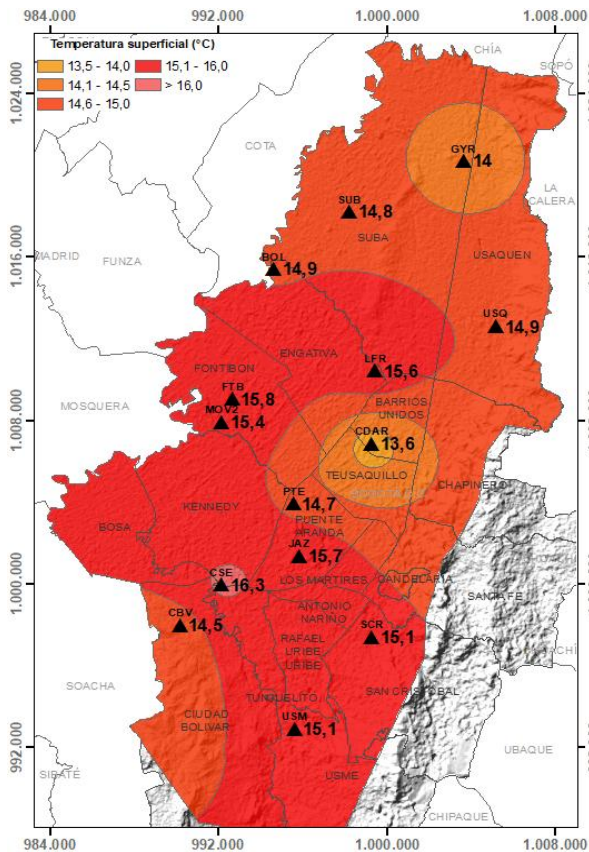 984.000 992.000 1.000.000 1.008.000
Temperatura superficial (°C)
13,5 - 14,0
14,1 - 14,5
14,6 - 15,0
15,1 - 16,0
> 16,0
CHÍA
SOPÓ
1.024.000
COTA
GYR
14
LA
CALERA
SUB
14,8
SUBA
USAQUEN
1.016.000
FUNZA
BOL
14,9
USQ
14,9
ENGATIVA
LFR
15,6
FONTIBON
FTB
15,8
BARRIOS
UNIDOS
MOSQUERA
1.008.000
MOV2
15,4
CDAR
13,6
TEUSAQUILLO
CHAPINERO
PTE
14,7
KENNEDY
BOSA
PUENTE
ARANDA
JAZ
15,7
1.000.000
CSE
16,3
LOS MARTIRES
CANDELARIA
SANTA FE
CBV
14,5
ANTONIO
NARIÑO
SCR
15,1
RAFAEL
URIBE
URIBE
SOACHA
SAN CRISTOBAL
TUNJUELITO
CIUDAD
BOLIVAR
USM
15,1
992.000
UBAQUE
SIBATÉ
USME
CHIPAQUE
984.000 992.000 1.000.000 1.008.000